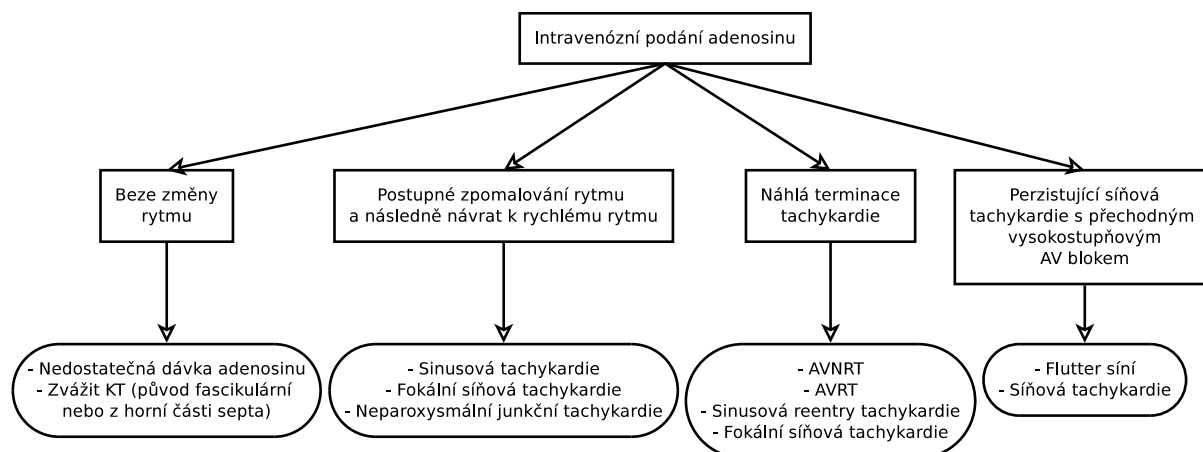 Intravenózní podání adenosinu
Beze změny
rytmu
Postupné zpomalování rytmu
a následně návrat k rychlému rytmu
Náhlá terminace
tachykardie
Perzistující síňová
tachykardie s přechodným
vysokostupňovým
AV blokem
- Nedostatečná dávka adenosinu
- Zvážit KT (původ fascikulární
nebo z horní části septa)
- Sinusová tachykardie
- Fokální síňová tachykardie
- Neparoxysmální junkční tachykardie
- AVNRT
- AVRT
- Sinusová reentry tachykardie
- Fokální síňová tachykardie
- Flutter síní
- Síňová tachykardie